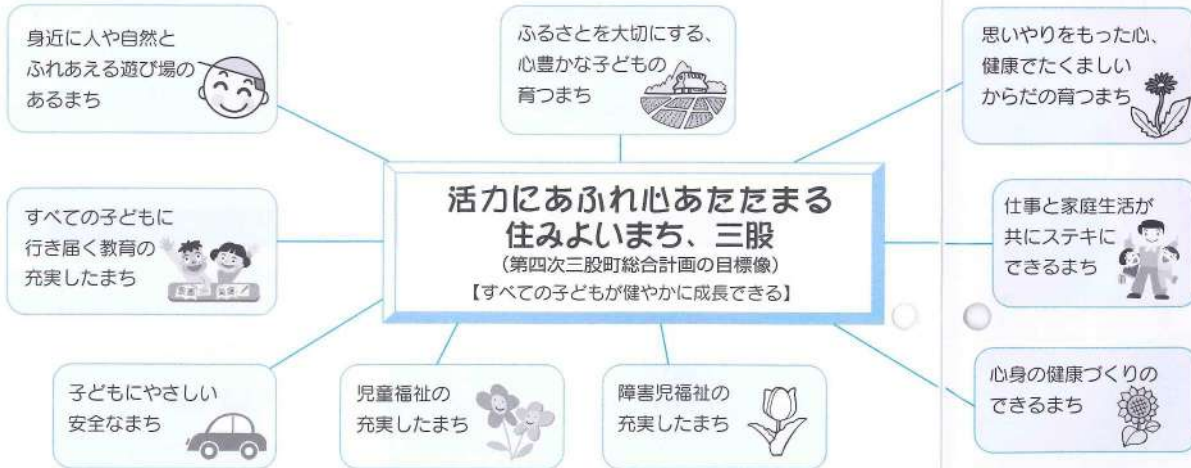 身近に人や自然と
ふれあえる遊び場の
あるまち
ふるさとを大切にする、
心豊かな子どもの
育つまち
思いやりをもった心、
健康でたくましい
からだの育つまち
活力にあふれ心あたたまる
住みよいまち、三股
(第四次三股町総合計画の目標像)
【すべての子どもが健やかに成長できる】
すべての子どもに
行き届く教育の
充実したまち
仕事と家庭生活が
共にステキに
できるまち
子どもにやさしい
安全なまち
児童福祉の
充実したまち
障害児福祉の
充実したまち
心身の健康づくりの
できるまち